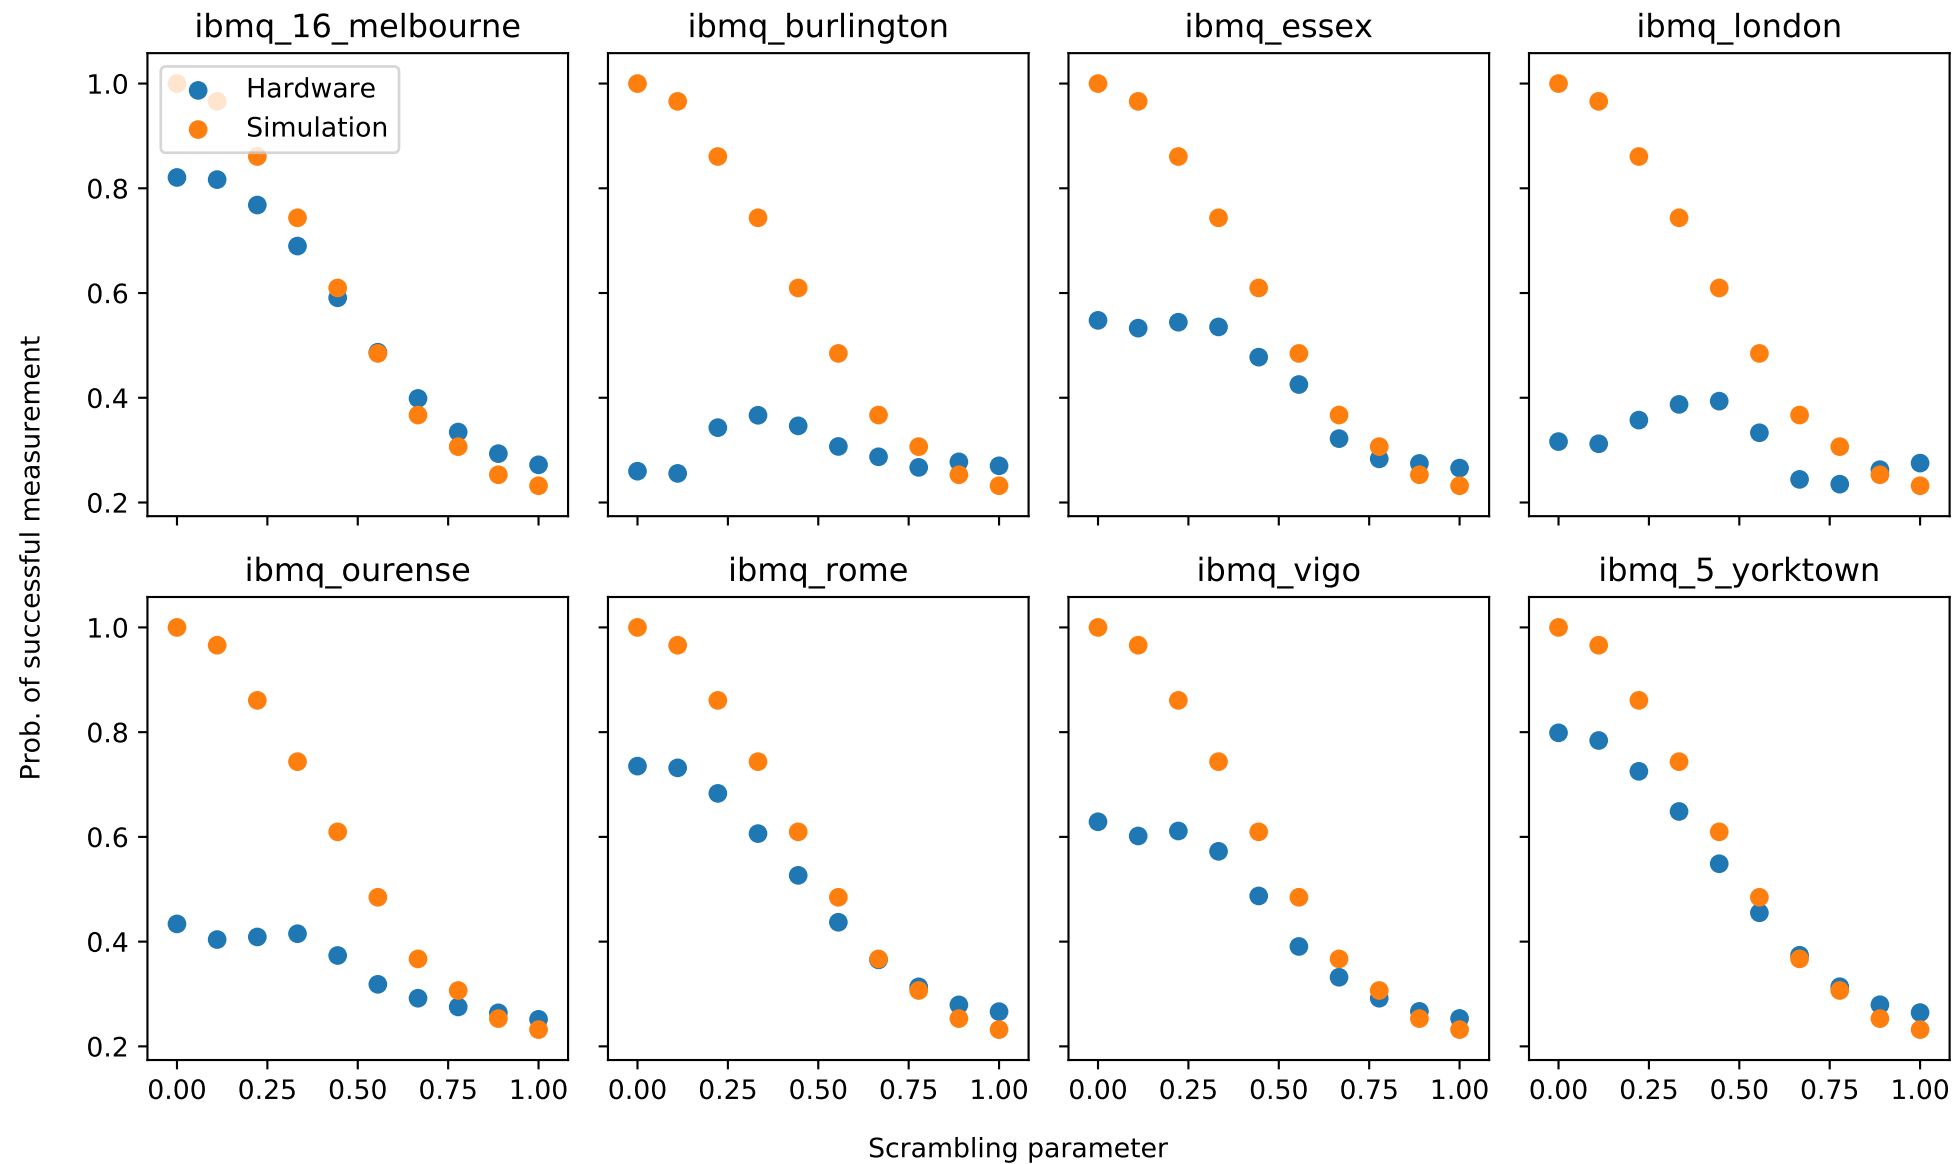 ibmq_16_melbourne
ibmq_burlington
ibmq_essex
ibmq_london
Hardware
Simulation
1.0
0.8
0.6
0.4
0.2
Prob. of successful measurement
ibmq_ourense
ibmq_rome
ibmq_vigo
ibmq_5_yorktown
1.0
0.8
0.6
0.4
0.2
0.00 0.25 0.50 0.75 1.00
0.00 0.25 0.50 0.75 1.00
0.00 0.25 0.50 0.75 1.00
0.00 0.25 0.50 0.75 1.00
Scrambling parameter